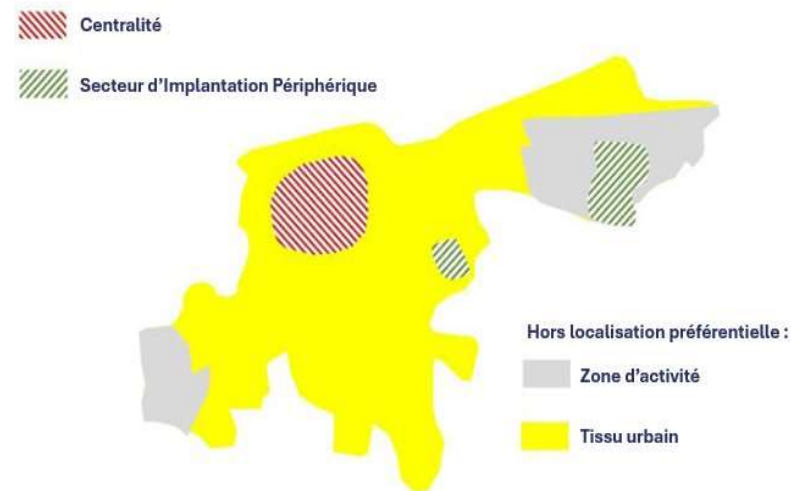 Centralité
Secteur d'Implantation Périphérique
Hors localisation préférentielle :
Zone d'activité
Tissu urbain